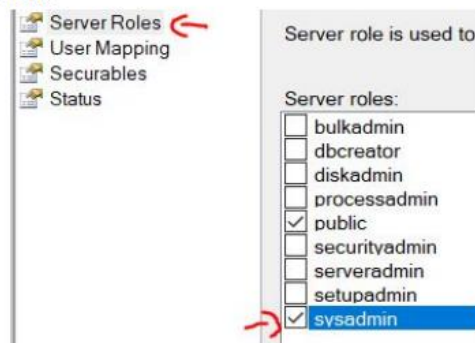 Server Roles
User Mapping
Securables
Status
Server role is used to
Server roles:
bulkadmin
dbcreator
diskadmin
processadmin
public
securityadmin
serveradmin
setupadmin
sysadmin